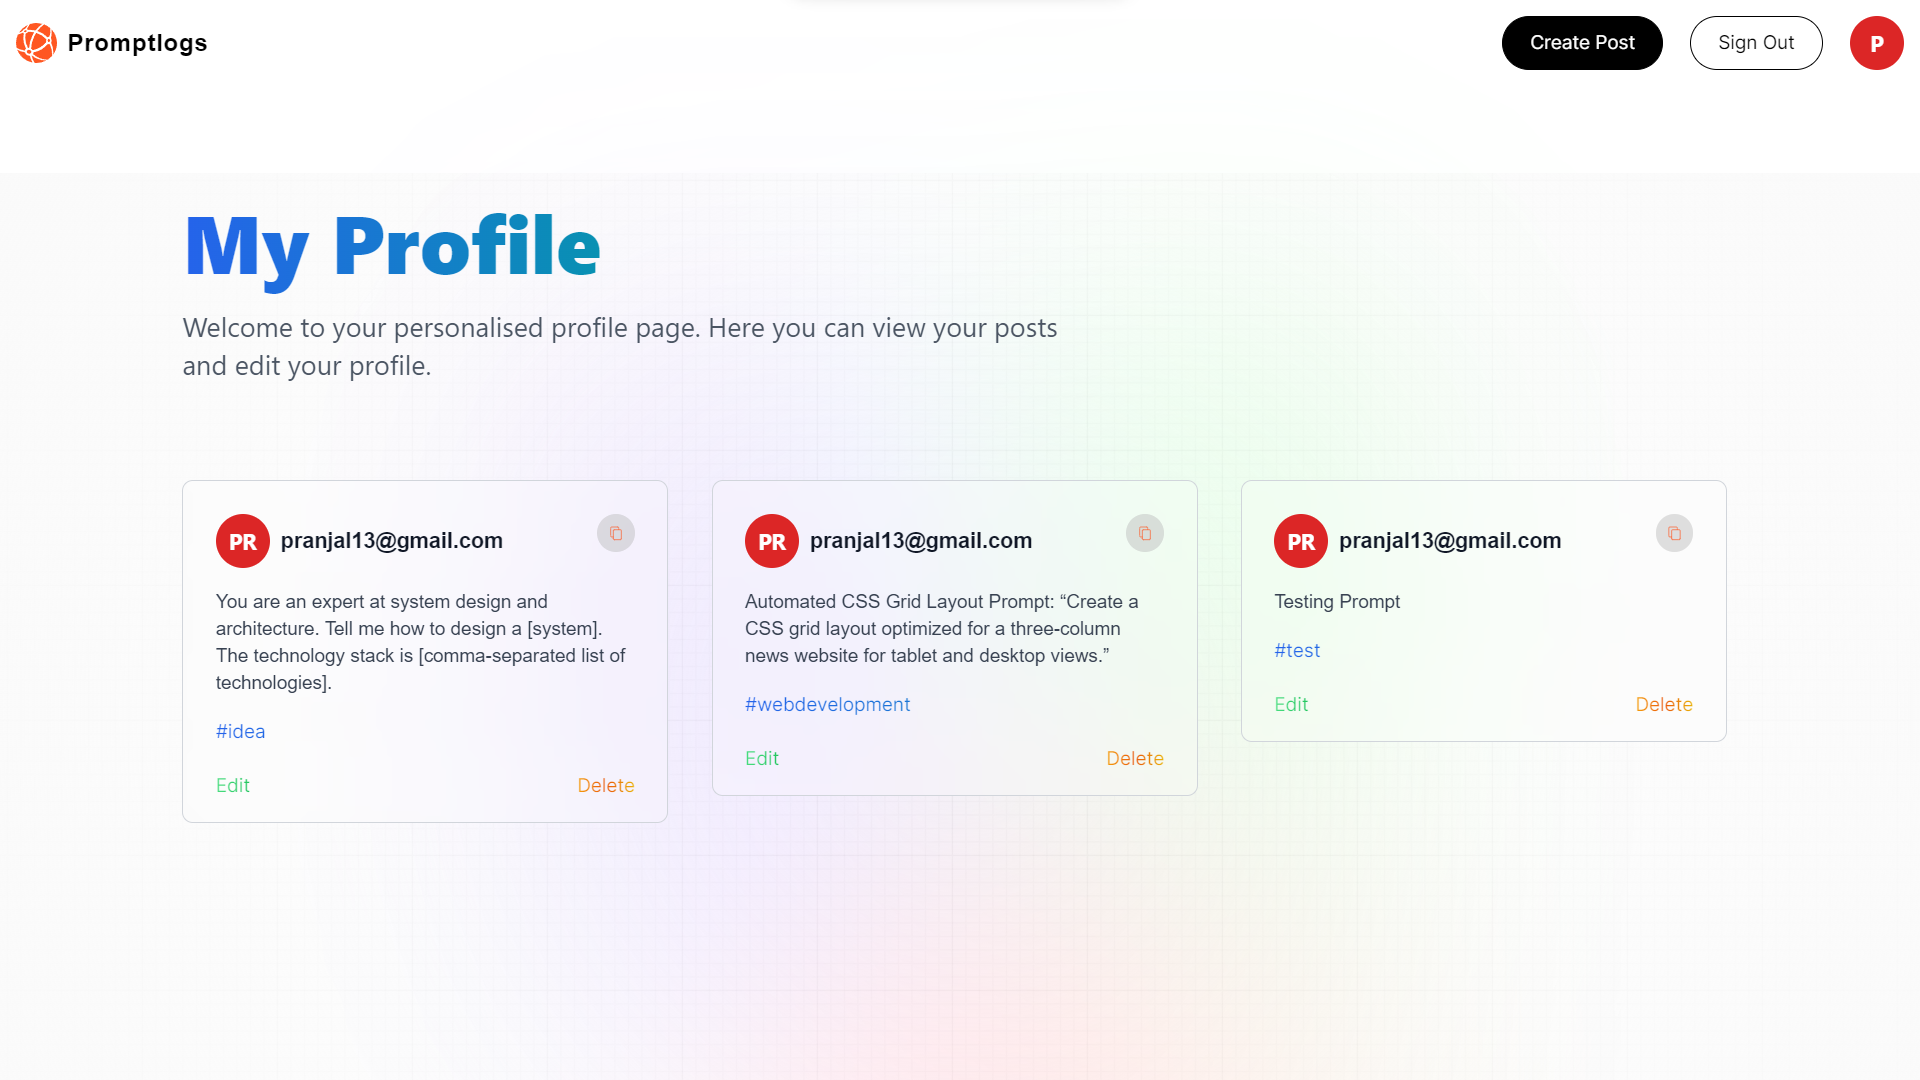 Promptlogs
Create Post
Sign Out
P
My Profile
Welcome to your personalised profile page. Here you can view your posts
and edit your profile.
PR
pranjal13@gmail.com
You are an expert at system design and
architecture. Tell me how to design a [system].
The technology stack is [comma-separated list of
technologies].
#idea
Edit
Delete
PR
pranjal13@gmail.com
Automated CSS Grid Layout Prompt: “Create a
CSS grid layout optimized for a three-column
news website for tablet and desktop views.”
#webdevelopment
Edit
Delete
PR
pranjal13@gmail.com
Testing Prompt
#test
Edit
Delete